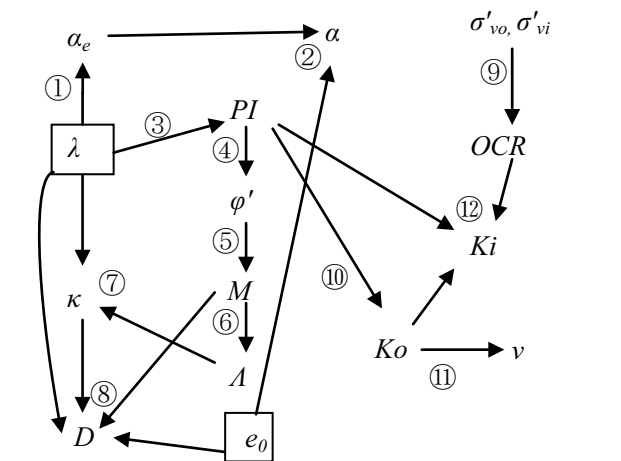 σ′vo, σ′vi
αe
α
②
①
⑨
③
PI
λ
④
OCR
φ′
⑫
⑤
Ki
⑩
⑦
M
κ
⑥
Ko
v
Λ
⑪
⑧
D
e0